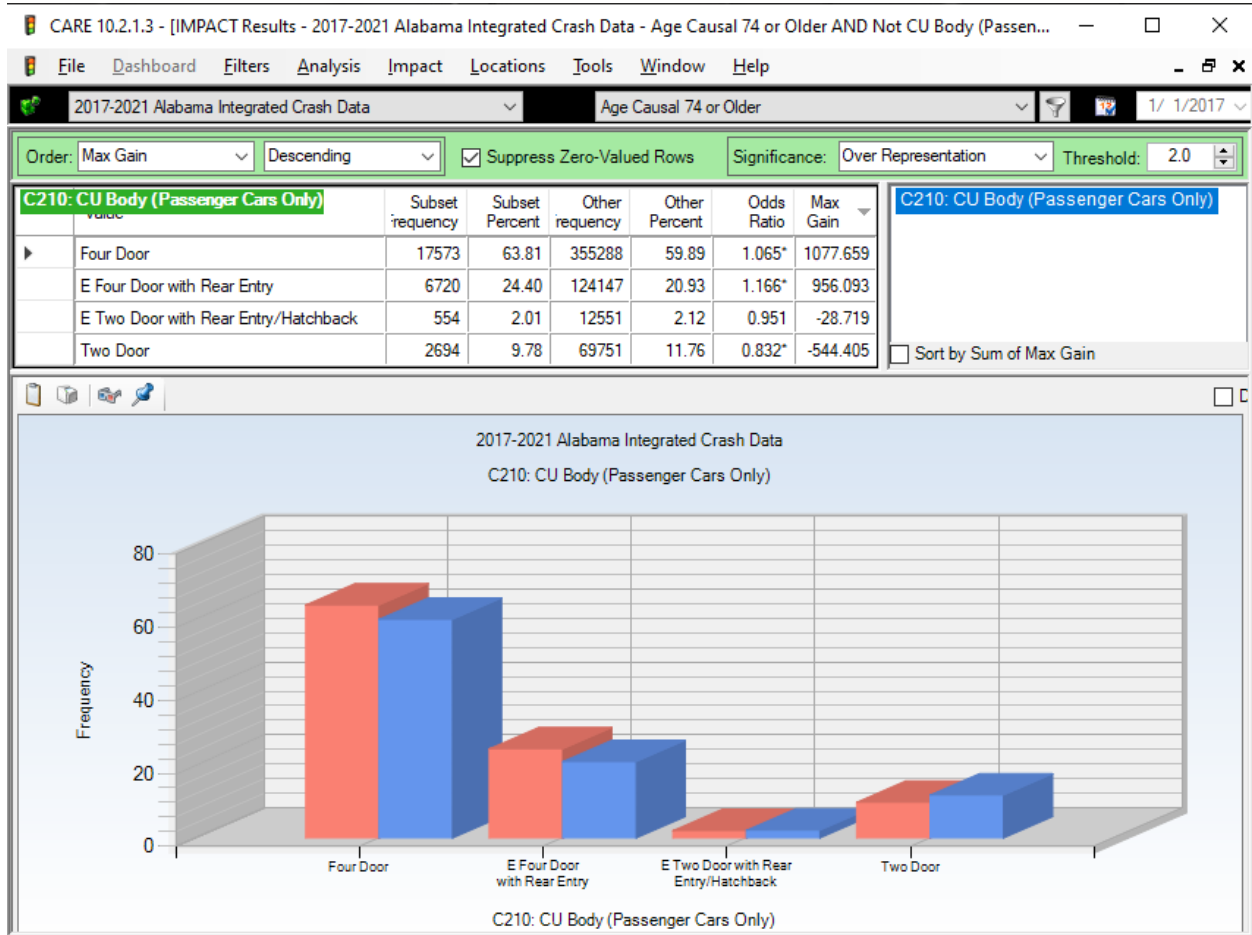 CARE 10.2.1.3 - [IMPACT Results - 2017-2021 Alabama Integrated Crash Data - Age Causal 74 or Older AND Not CU Body (Passen...
File Dashboard Filters Analysis Impact Locations Tools Window Help
2017-2021 Alabama Integrated Crash Data Age Causal 74 or Older 12 1/ 1/2017
Order: Max Gain Descending Suppress Zero-Valued Rows Significance: Over Representation Threshold: 2.0
C210: CU Body (Passenger Cars Only) Subset Subset Other Other Odds Max C210: CU Body (Passenger Cars Only)
requency Percent requency Percent Ratio Gain
Four Door 17573 63.81 355288 59.89 1.065* 1077.659
E Four Door with Rear Entry 6720 24.40 124147 20.93 1.166* 956.093
E Two Door with Rear Entry/Hatchback 554 2.01 12551 2.12 0.951 -28.719
Two Door 2694 9.78 69751 11.76 0.832* -544.405 Sort by Sum of Max Gain
2017-2021 Alabama Integrated Crash Data
C210: CU Body (Passenger Cars Only)
80
60
40
20
0
Frequency
Four Door E Four Door E Two Door with Rear Two Door
with Rear Entry Entry/Hatchback
C210: CU Body (Passenger Cars Only)